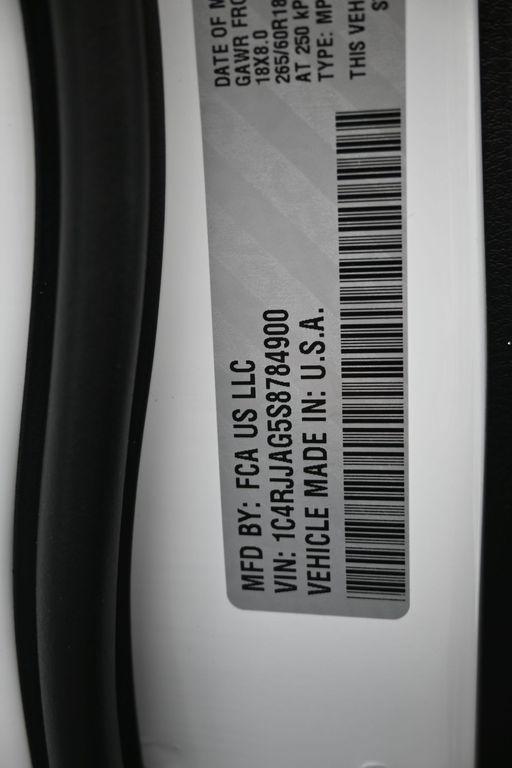 MFD BY: FCA US LLC
VIN: 1C4RJJAG5S8784900
VEHICLE MADE IN: U.S.A.
DATE OF M
GAWR FRO
18X8.0
265/60R18
AT 250 kP
TYPE: MP
THIS VEH
S